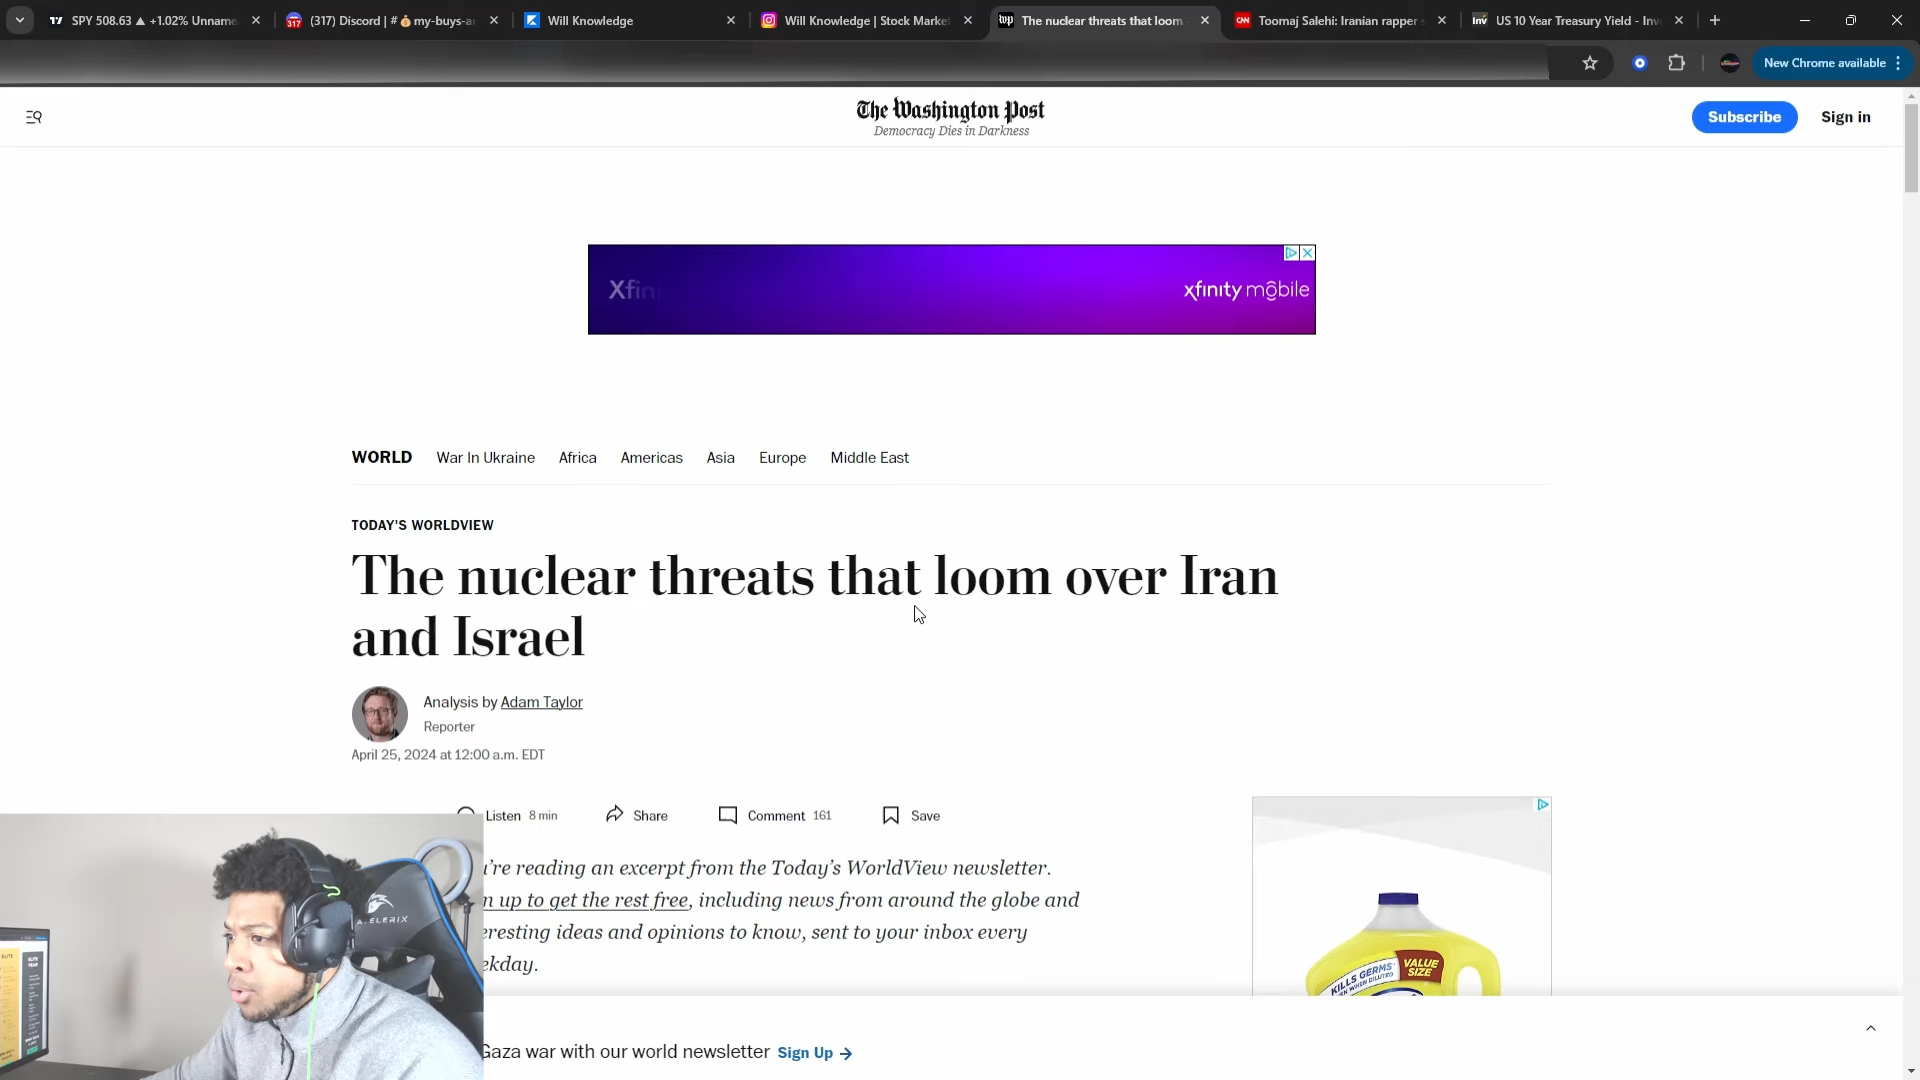 SPY 508.63 ▲ +1.02% Unname
(317) Discord | # 💰my-buys-a
Will Knowledge
Will Knowledge | Stock Marke
The nuclear threats that loom
Toomaj Salehi: Iranian rapper
US 10 Year Treasury Yield - Inv
New Chrome available
The Washington Post
Democracy Dies in Darkness
Subscribe
Sign in
Xfin
xfinity mobile
WORLD War In Ukraine Africa Americas Asia Europe Middle East
TODAY'S WORLDVIEW
The nuclear threats that loom over Iran
and Israel
Analysis by Adam Taylor
Reporter
April 25, 2024 at 12:00 a.m. EDT
Listen 8 min Share Comment 161 Save
're reading an excerpt from the Today's WorldView newsletter.
n up to get the rest free, including news from around the globe and
eresting ideas and opinions to know, sent to your inbox every
ekday.
KILLS GERMS
WHEN DILUTED
VALUE
SIZE
Gaza war with our world newsletter Sign Up →